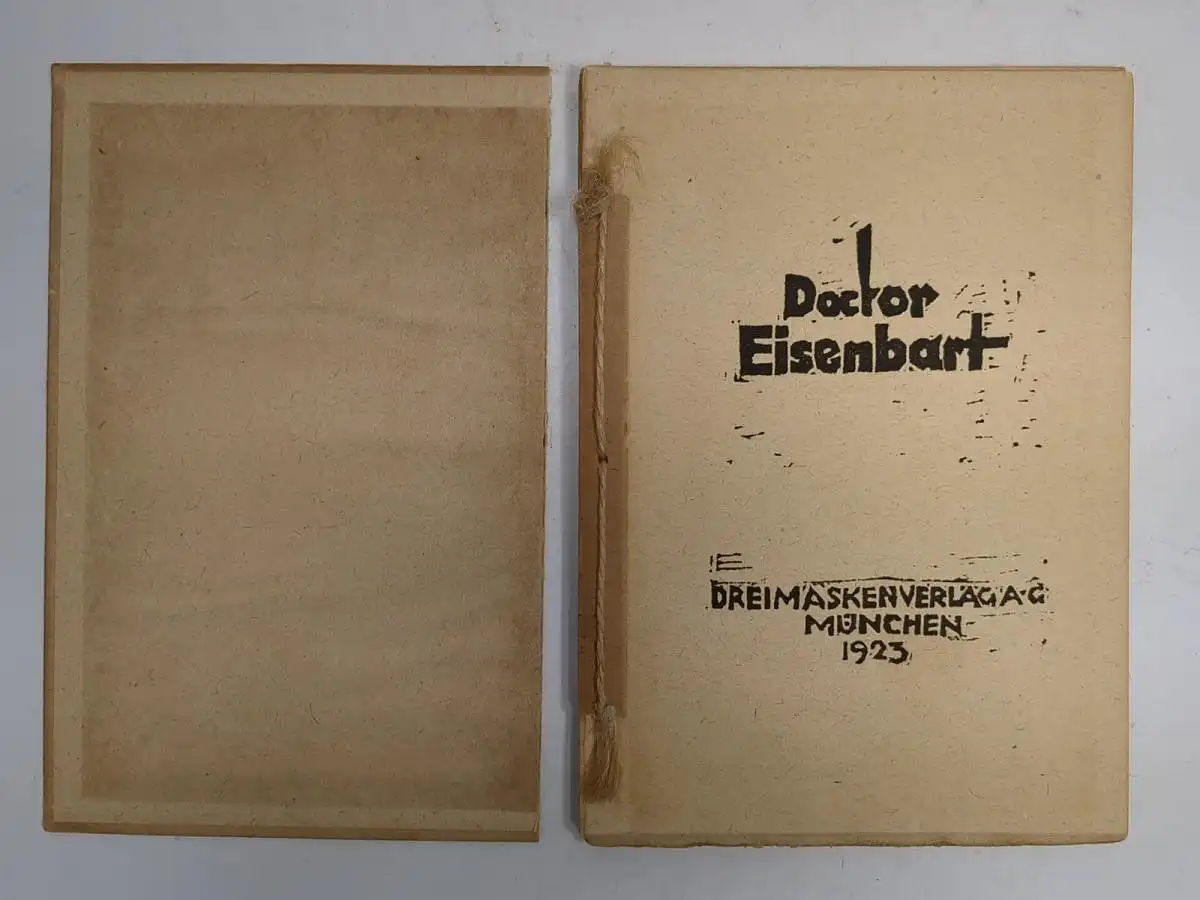 Doctor
Eisenbart
DREIMASKENVERLAG A·G
MÜNCHEN
1923